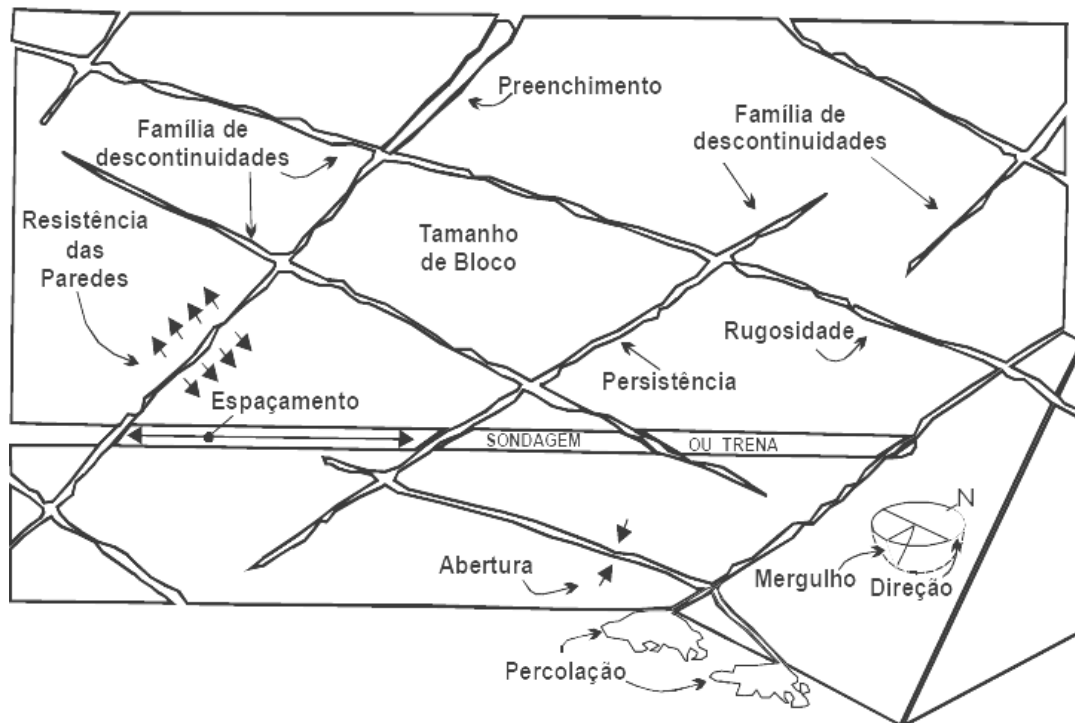 Preenchimento
Família de
descontinuidades
Família de
descontinuidades
Resistência
das
Paredes
Tamanho
de Bloco
Rugosidade
Persistência
Espaçamento
SONDAGEM
OU TRENA
N
Abertura
Mergulho
Direção
Percolação